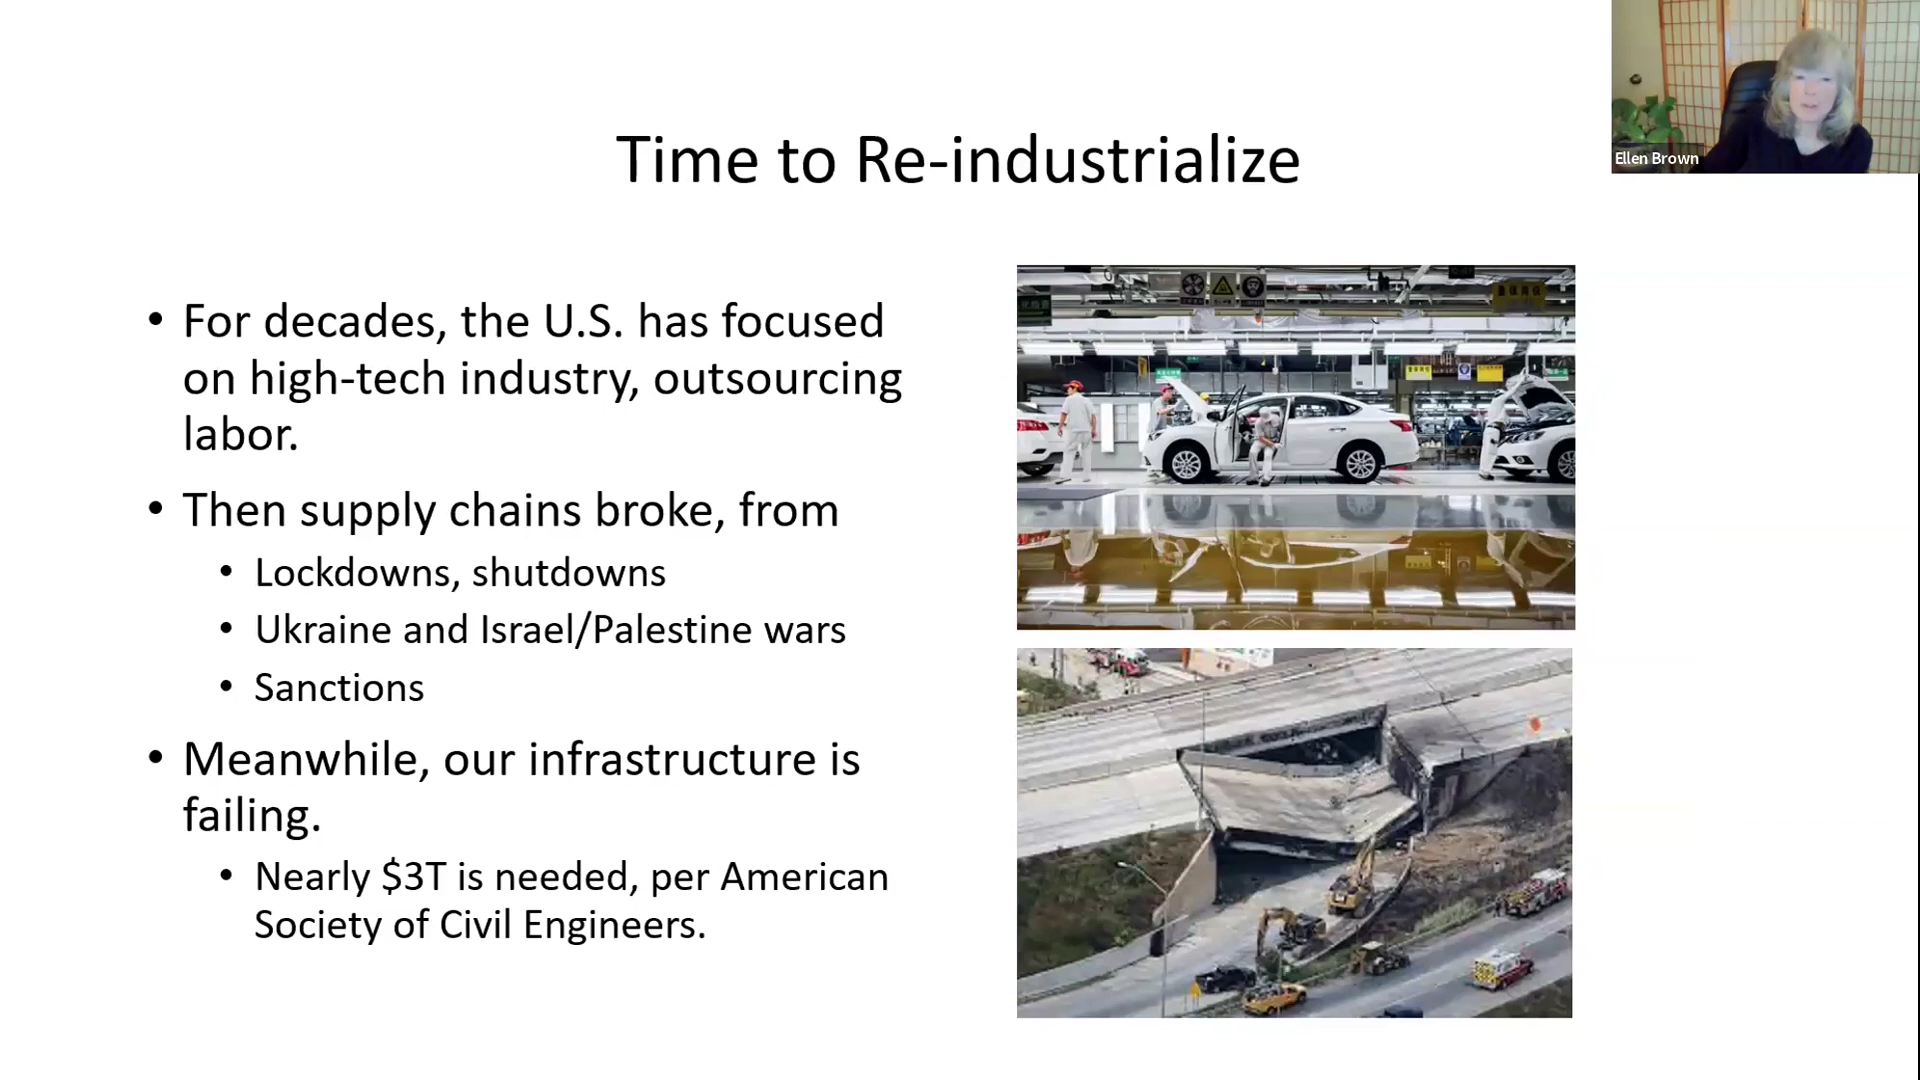 Time to Re-industrialize
Ellen Brown
• For decades, the U.S. has focused
on high-tech industry, outsourcing
labor.
• Then supply chains broke, from
• Lockdowns, shutdowns
• Ukraine and Israel/Palestine wars
• Sanctions
• Meanwhile, our infrastructure is
failing.
• Nearly $3T is needed, per American
Society of Civil Engineers.